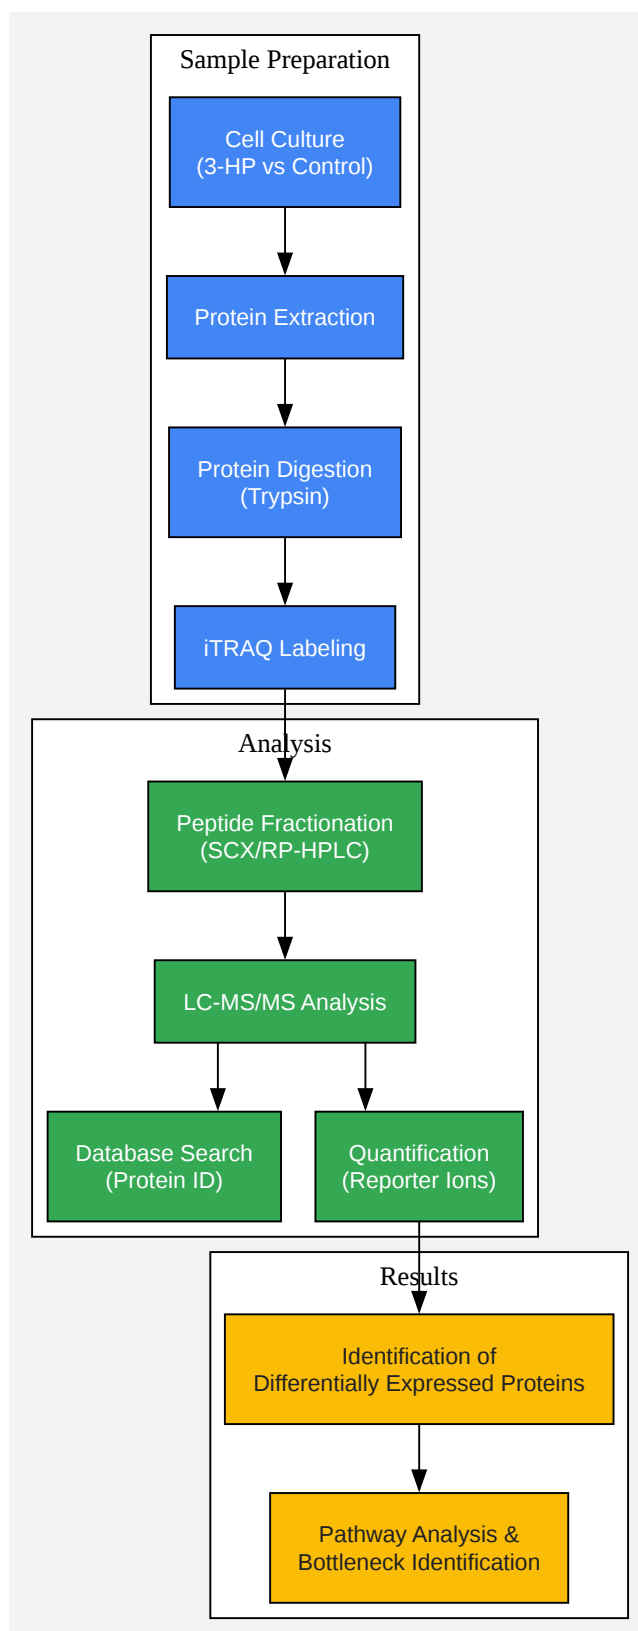 Sample Preparation
Cell Culture
(3-HP vs Control)
Protein Extraction
Protein Digestion
(Trypsin)
iTRAQ Labeling
Analysis
Peptide Fractionation
(SCX/RP-HPLC)
LC-MS/MS Analysis
Database Search
(Protein ID)
Quantification
(Reporter Ions)
Results
Identification of
Differentially Expressed Proteins
Pathway Analysis &
Bottleneck Identification